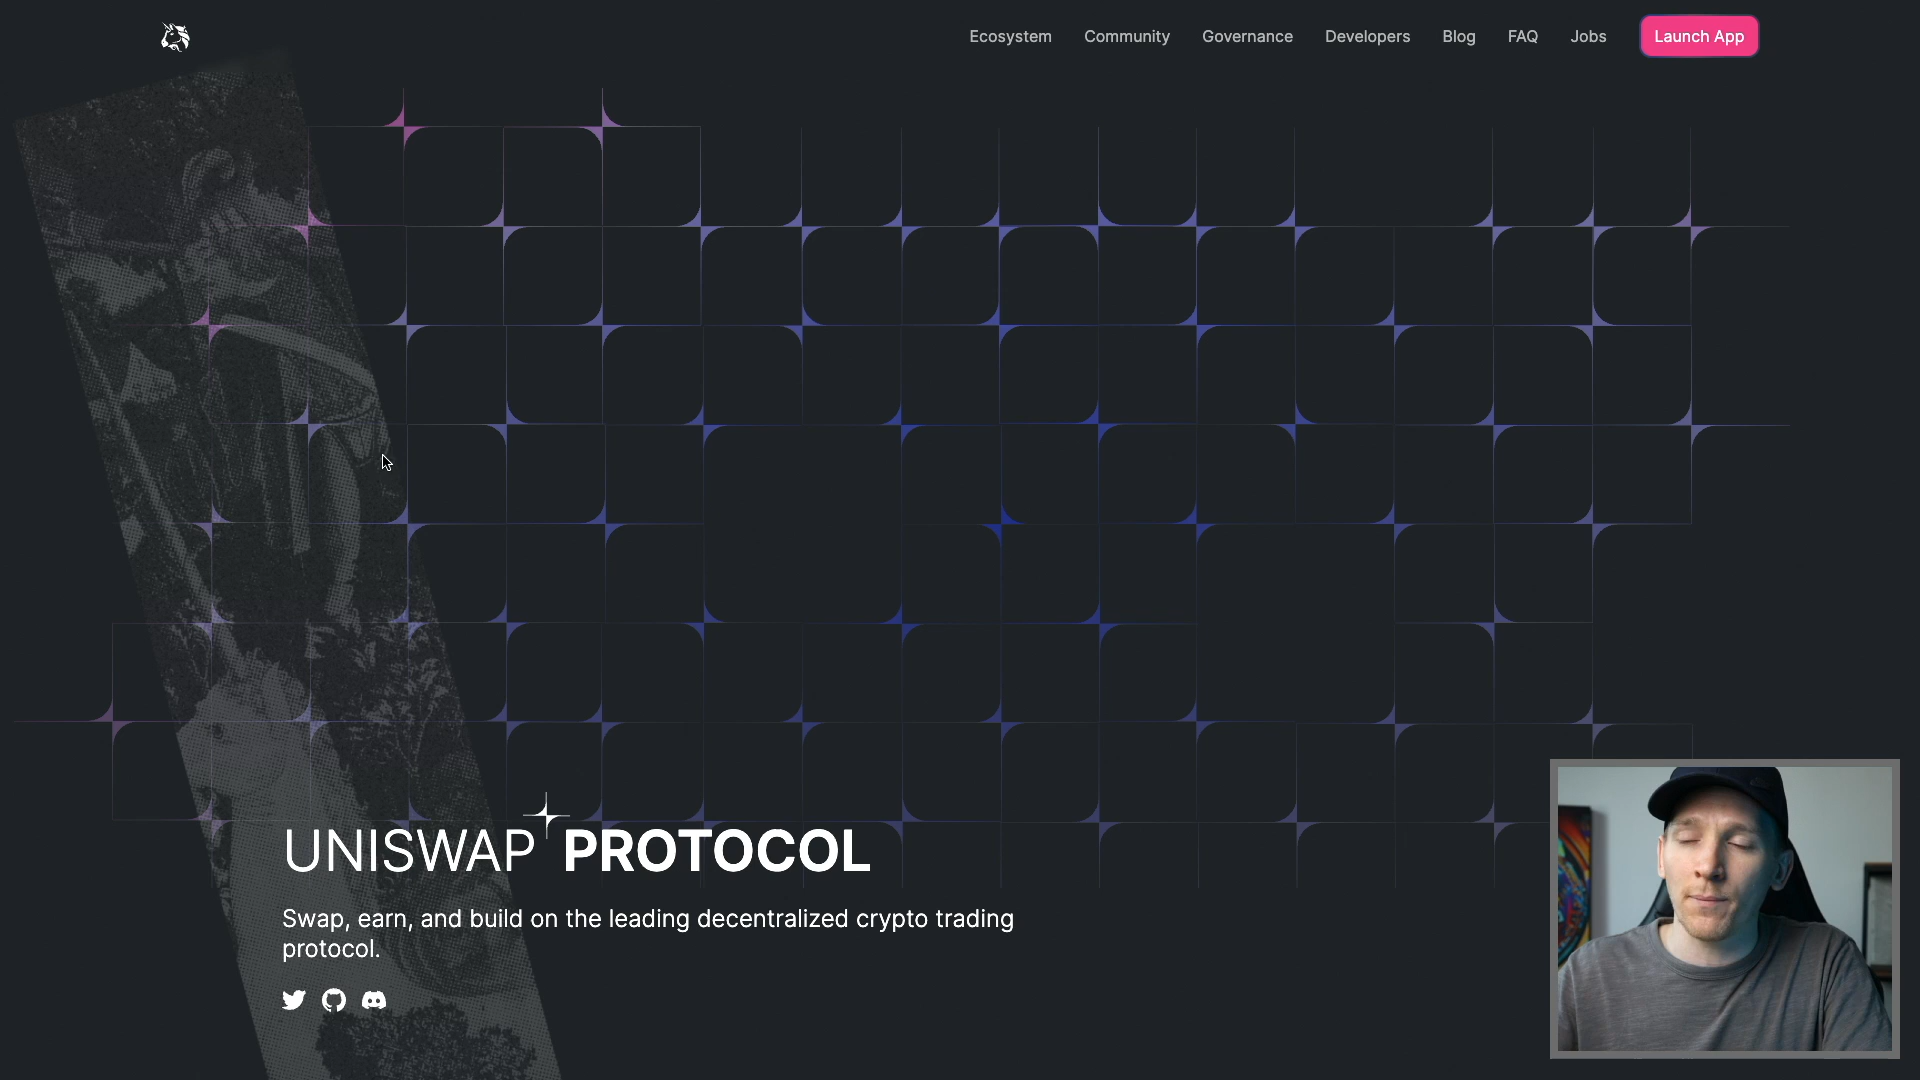 Ecosystem Community Governance Developers Blog FAQ Jobs Launch App
UNISWAP PROTOCOL
Swap, earn, and build on the leading decentralized crypto trading
protocol.